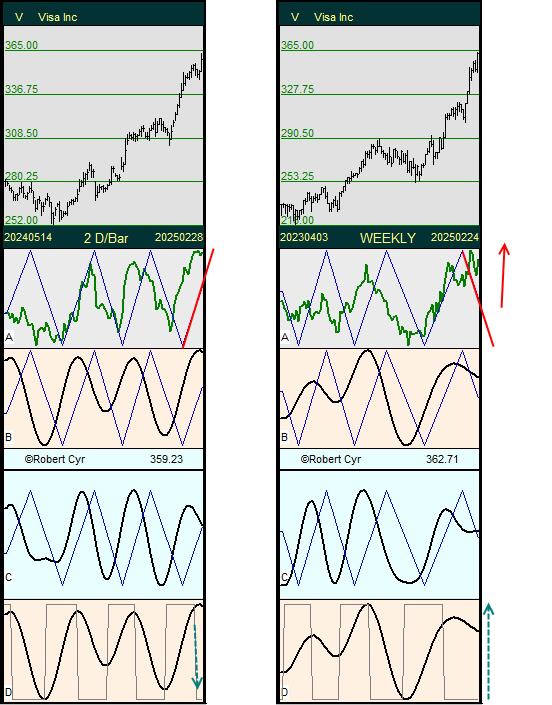 V Visa Inc
365.00
336.75
308.50
280.25
252.00
20240514 2 D/Bar 20250228
A
B
©Robert Cyr 359.23
C
D
V Visa Inc
365.00
327.75
290.50
253.25
20230403 WEEKLY 20250224
A
B
©Robert Cyr 362.71
C
D